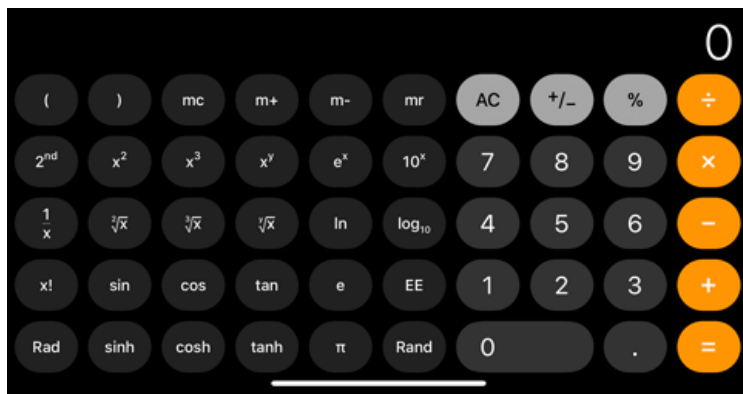 0
( ) mc m+ m- mr AC +/− % ÷
2ⁿᵈ x² x³ xʸ eˣ 10ˣ 7 8 9 ×
1/x ²√x ³√x ʸ√x ln log₁₀ 4 5 6 −
x! sin cos tan e EE 1 2 3 +
Rad sinh cosh tanh π Rand 0 . =